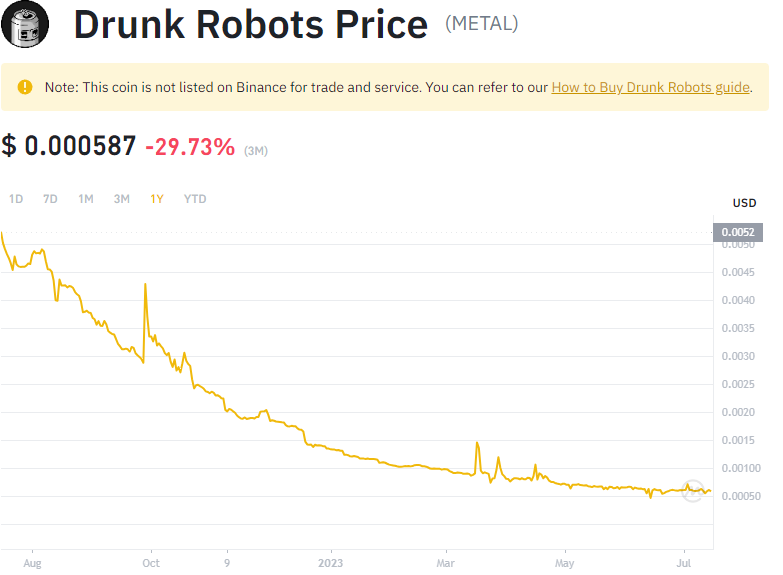 Drunk Robots Price (METAL)
Note: This coin is not listed on Binance for trade and service. You can refer to our How to Buy Drunk Robots guide.
$ 0.000587 -29.73% (3M)
1D 7D 1M 3M 1Y YTD
USD
0.0052
0.0050
0.0045
0.0040
0.0035
0.0030
0.0025
0.0020
0.0015
0.00100
0.00050
Aug Oct 9 2023 Mar May Jul